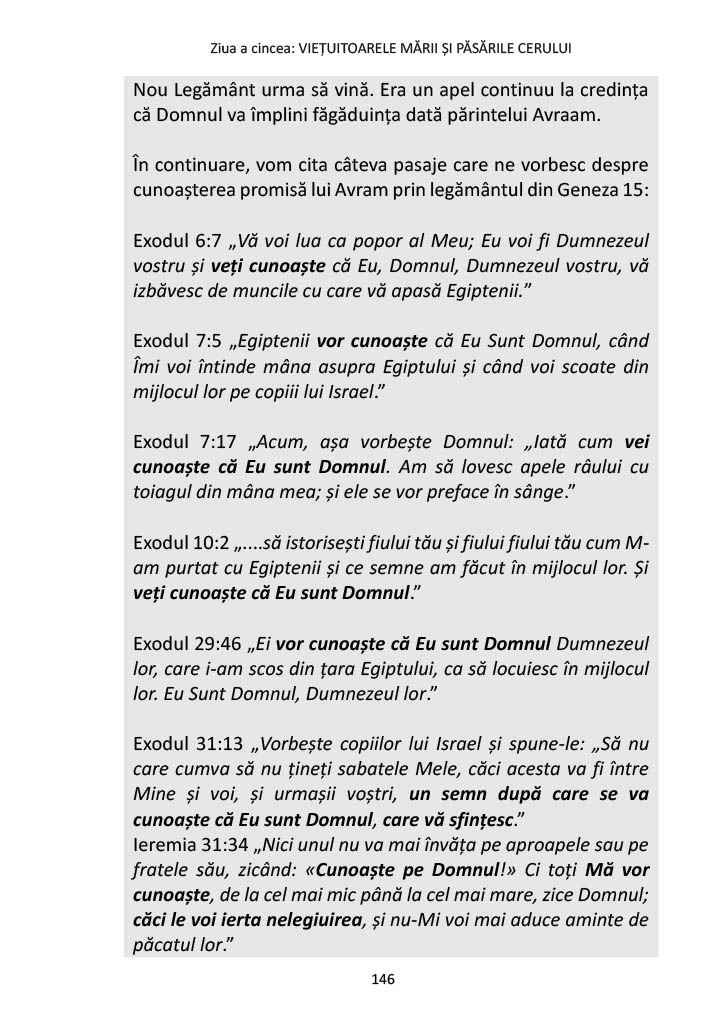 Ziua a cincea: VIEȚUITOARELE MĂRII ȘI PĂSĂRILE CERULUI
Nou Legământ urma să vină. Era un apel continuu la credința
că Domnul va împlini făgăduința dată părintelui Avraam.
În continuare, vom cita câteva pasaje care ne vorbesc despre
cunoașterea promisă lui Avram prin legământul din Geneza 15:
Exodul 6:7 „Vă voi lua ca popor al Meu; Eu voi fi Dumnezeul
vostru și veți cunoaște că Eu, Domnul, Dumnezeul vostru, vă
izbăvesc de muncile cu care vă apasă Egiptenii.”
Exodul 7:5 „Egiptenii vor cunoaște că Eu Sunt Domnul, când
Îmi voi întinde mâna asupra Egiptului și când voi scoate din
mijlocul lor pe copiii lui Israel.”
Exodul 7:17 „Acum, așa vorbește Domnul: „Iată cum vei
cunoaște că Eu sunt Domnul. Am să lovesc apele râului cu
toiagul din mâna mea; și ele se vor preface în sânge.”
Exodul 10:2 „....să istorisești fiului tău și fiului fiului tău cum M-
am purtat cu Egiptenii și ce semne am făcut în mijlocul lor. Și
veți cunoaște că Eu sunt Domnul.”
Exodul 29:46 „Ei vor cunoaște că Eu sunt Domnul Dumnezeul
lor, care i-am scos din țara Egiptului, ca să locuiesc în mijlocul
lor. Eu Sunt Domnul, Dumnezeul lor.”
Exodul 31:13 „Vorbește copiilor lui Israel și spune-le: „Să nu
care cumva să nu țineți sabatele Mele, căci acesta va fi între
Mine și voi, și urmașii voștri, un semn după care se va
cunoaște că Eu sunt Domnul, care vă sfințesc.”
Ieremia 31:34 „Nici unul nu va mai învăța pe aproapele sau pe
fratele său, zicând: «Cunoaște pe Domnul!» Ci toți Mă vor
cunoaște, de la cel mai mic până la cel mai mare, zice Domnul;
căci le voi ierta nelegiuirea, și nu-Mi voi mai aduce aminte de
păcatul lor.”
146